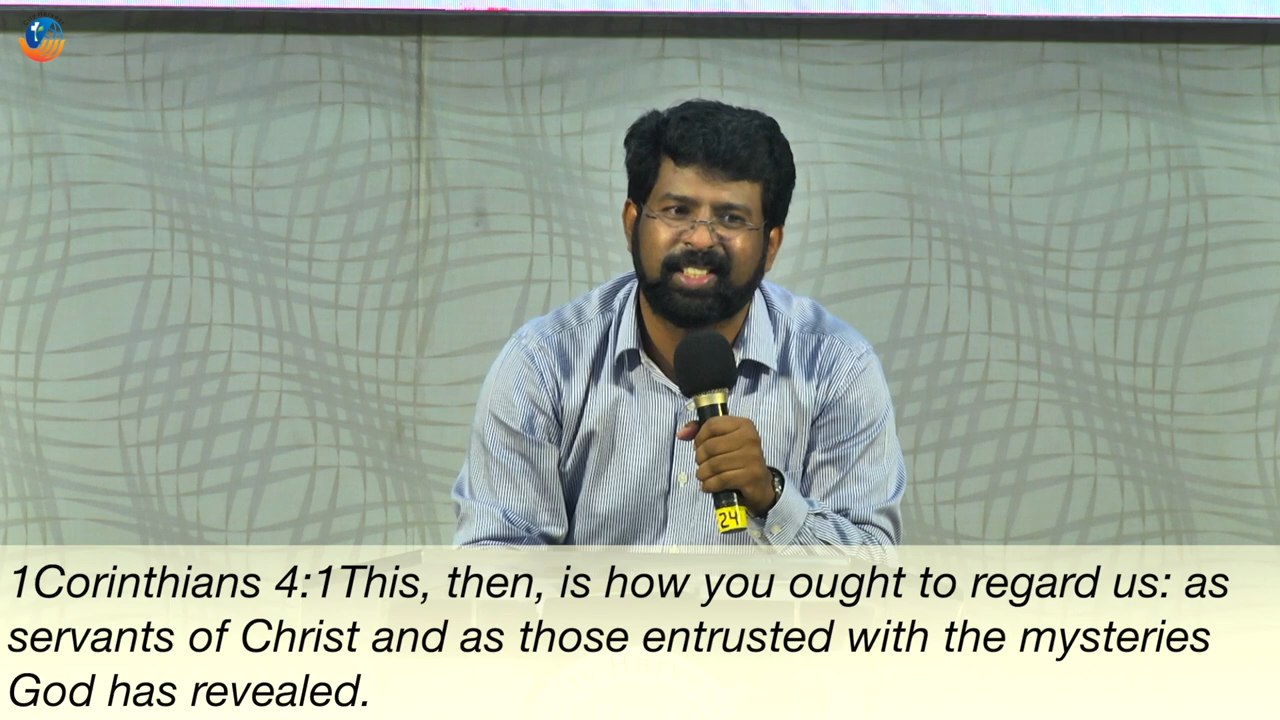 24
1Corinthians 4:1This, then, is how you ought to regard us: as
servants of Christ and as those entrusted with the mysteries
God has revealed.